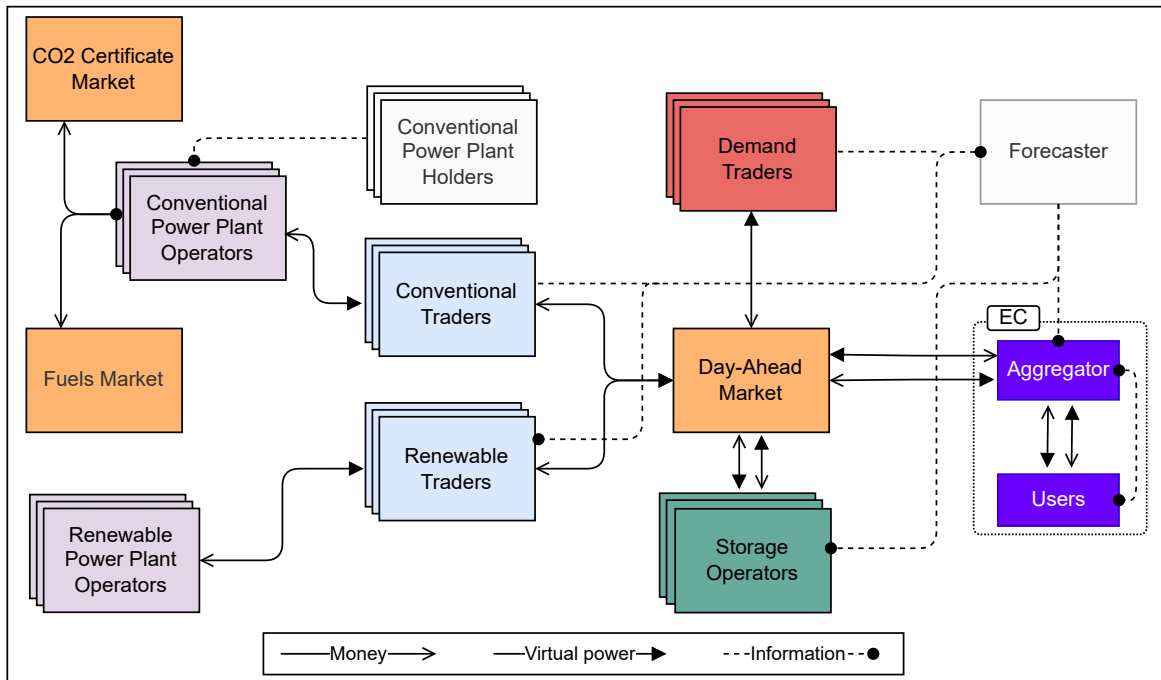 CO2 Certificate
Market
Conventional
Power Plant
Holders
Demand
Traders
Forecaster
Conventional
Power Plant
Operators
Conventional
Traders
EC
Fuels Market
Day-Ahead
Market
Aggregator
Renewable
Traders
Users
Renewable
Power Plant
Operators
Storage
Operators
Money
Virtual power
Information